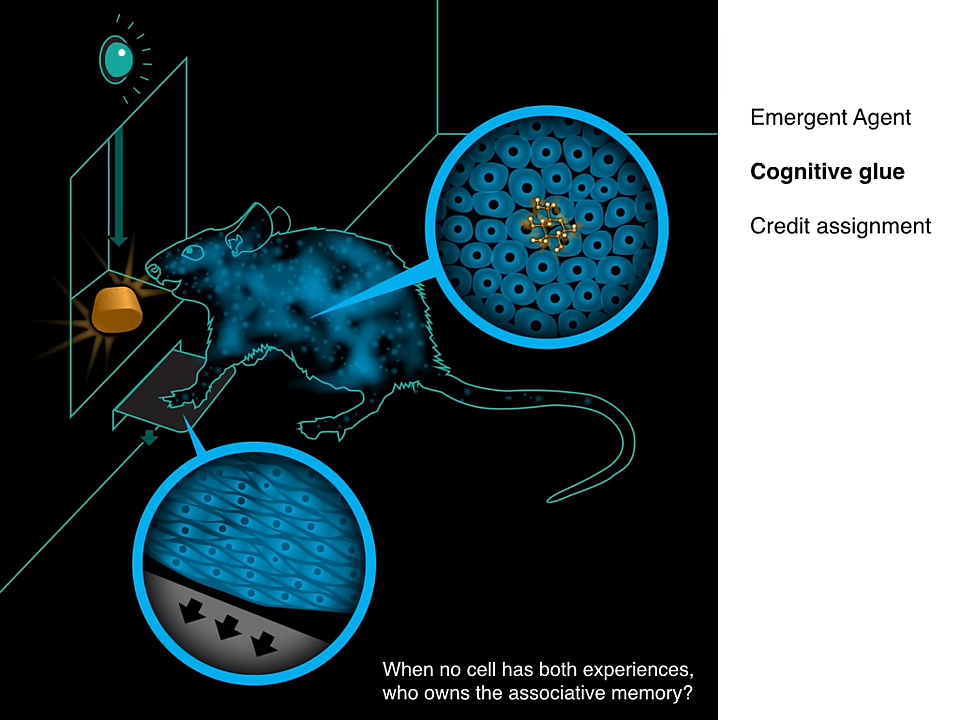 Emergent Agent
Cognitive glue
Credit assignment
When no cell has both experiences,
who owns the associative memory?